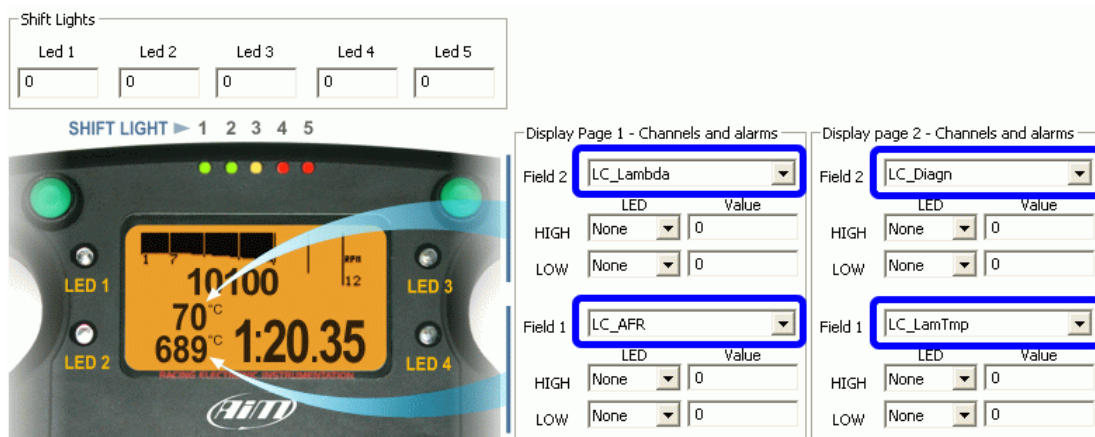 Shift Lights
Led 1 Led 2 Led 3 Led 4 Led 5
0 0 0 0 0
SHIFT LIGHT ► 1 2 3 4 5
LED 1
LED 2
LED 3
LED 4
1 7
RPM
12
10100
70 °C
689 °C
1:20.35
RACING ELECTRONIC INSTRUMENTATION
AiM
Display Page 1 - Channels and alarms
Field 2 LC_Lambda
LED Value
HIGH None 0
LOW None 0
Field 1 LC_AFR
LED Value
HIGH None 0
LOW None 0
Display page 2 - Channels and alarms
Field 2 LC_Diagn
LED Value
HIGH None 0
LOW None 0
Field 1 LC_LamTmp
LED Value
HIGH None 0
LOW None 0